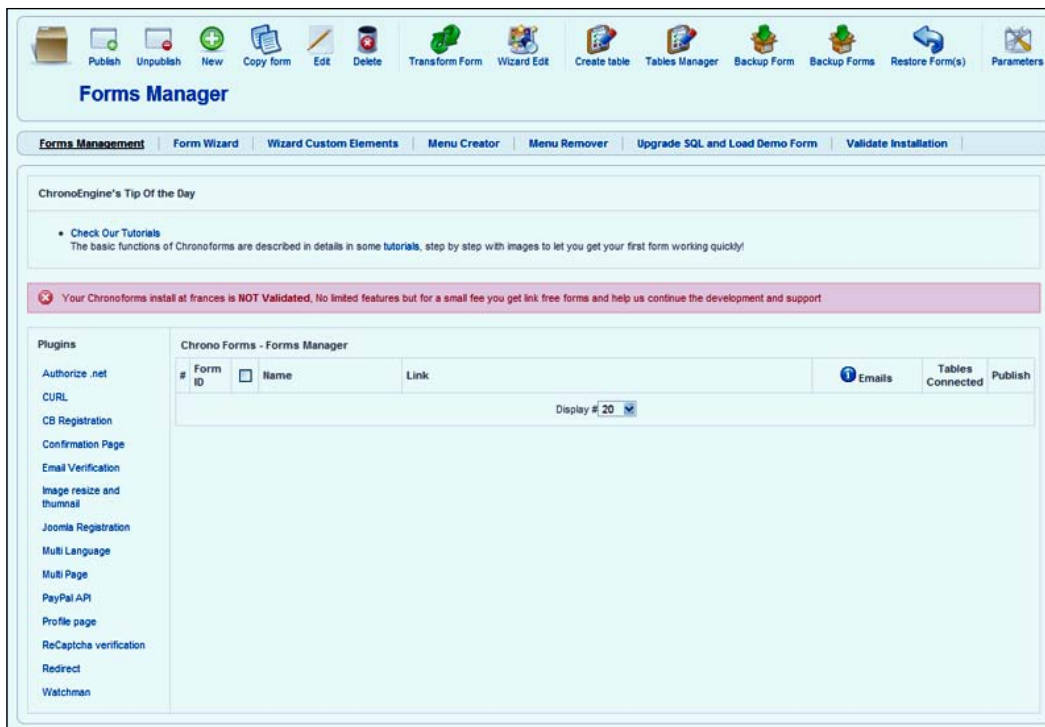 Publish Unpublish New Copy form Edit Delete Transform Form Wizard Edit Create table Tables Manager Backup Form Backup Forms Restore Form(s) Parameters
Forms Manager
Forms Management Form Wizard Wizard Custom Elements Menu Creator Menu Remover Upgrade SQL and Load Demo Form Validate Installation
ChronoEngine's Tip Of the Day
Check Our Tutorials
The basic functions of Chronoforms are described in details in some tutorials, step by step with images to let you get your first form working quickly!
Your Chronoforms install at frances is NOT Validated, No limited features but for a small fee you get link free forms and help us continue the development and support
Plugins
Authorize .net
CURL
CB Registration
Confirmation Page
Email Verification
Image resize and
thumnail
Joomla Registration
Multi Language
Multi Page
PayPal API
Profile page
ReCaptcha verification
Redirect
Watchman
Chrono Forms - Forms Manager
# Form ID Name Link Emails Tables Connected Publish
Display # 20